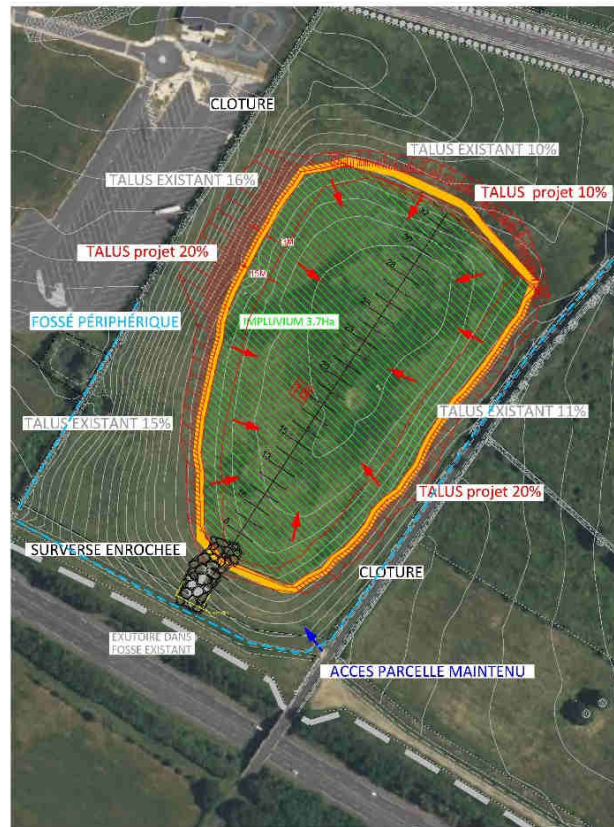 CLOTURE
TALUS EXISTANT 10%
TALUS EXISTANT 16%
TALUS projet 10%
TALUS projet 20%
FOSSÉ PÉRIPHÉRIQUE
IMPLUVIUM 3.7Ha
TALUS EXISTANT 15%
TALUS EXISTANT 11%
TALUS projet 20%
SURVERSE ENROCHEE
CLOTURE
EXUTOIRE DANS
FOSSE EXISTANT
ACCES PARCELLE MAINTENU